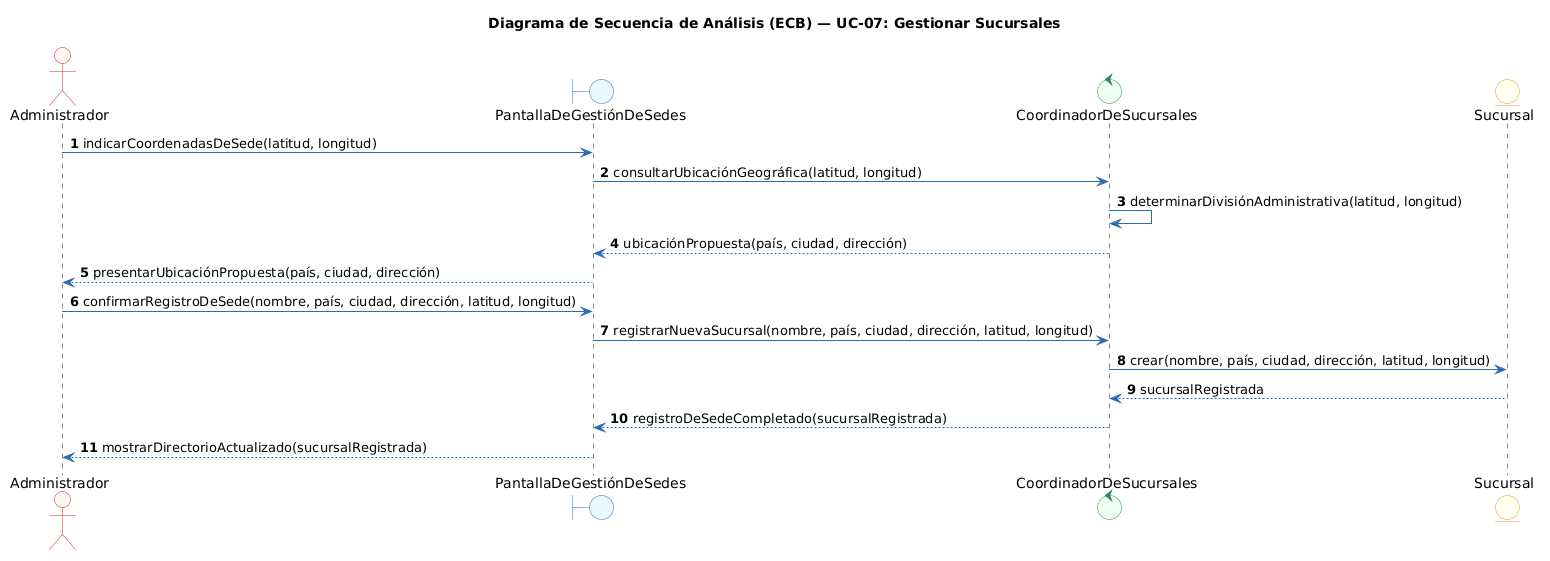 Diagrama de Secuencia de Análisis (ECB) — UC-07: Gestionar Sucursales
Administrador
PantallaDeGestiónDeSedes
CoordinadorDeSucursales
Sucursal
1 indicarCoordenadasDeSede(latitud, longitud)
2 consultarUbicaciónGeográfica(latitud, longitud)
3 determinarDivisiónAdministrativa(latitud, longitud)
4 ubicaciónPropuesta(país, ciudad, dirección)
5 presentarUbicaciónPropuesta(país, ciudad, dirección)
6 confirmarRegistroDeSede(nombre, país, ciudad, dirección, latitud, longitud)
7 registrarNuevaSucursal(nombre, país, ciudad, dirección, latitud, longitud)
8 crear(nombre, país, ciudad, dirección, latitud, longitud)
9 sucursalRegistrada
10 registroDeSedeCompletado(sucursalRegistrada)
11 mostrarDirectorioActualizado(sucursalRegistrada)
Administrador
PantallaDeGestiónDeSedes
CoordinadorDeSucursales
Sucursal